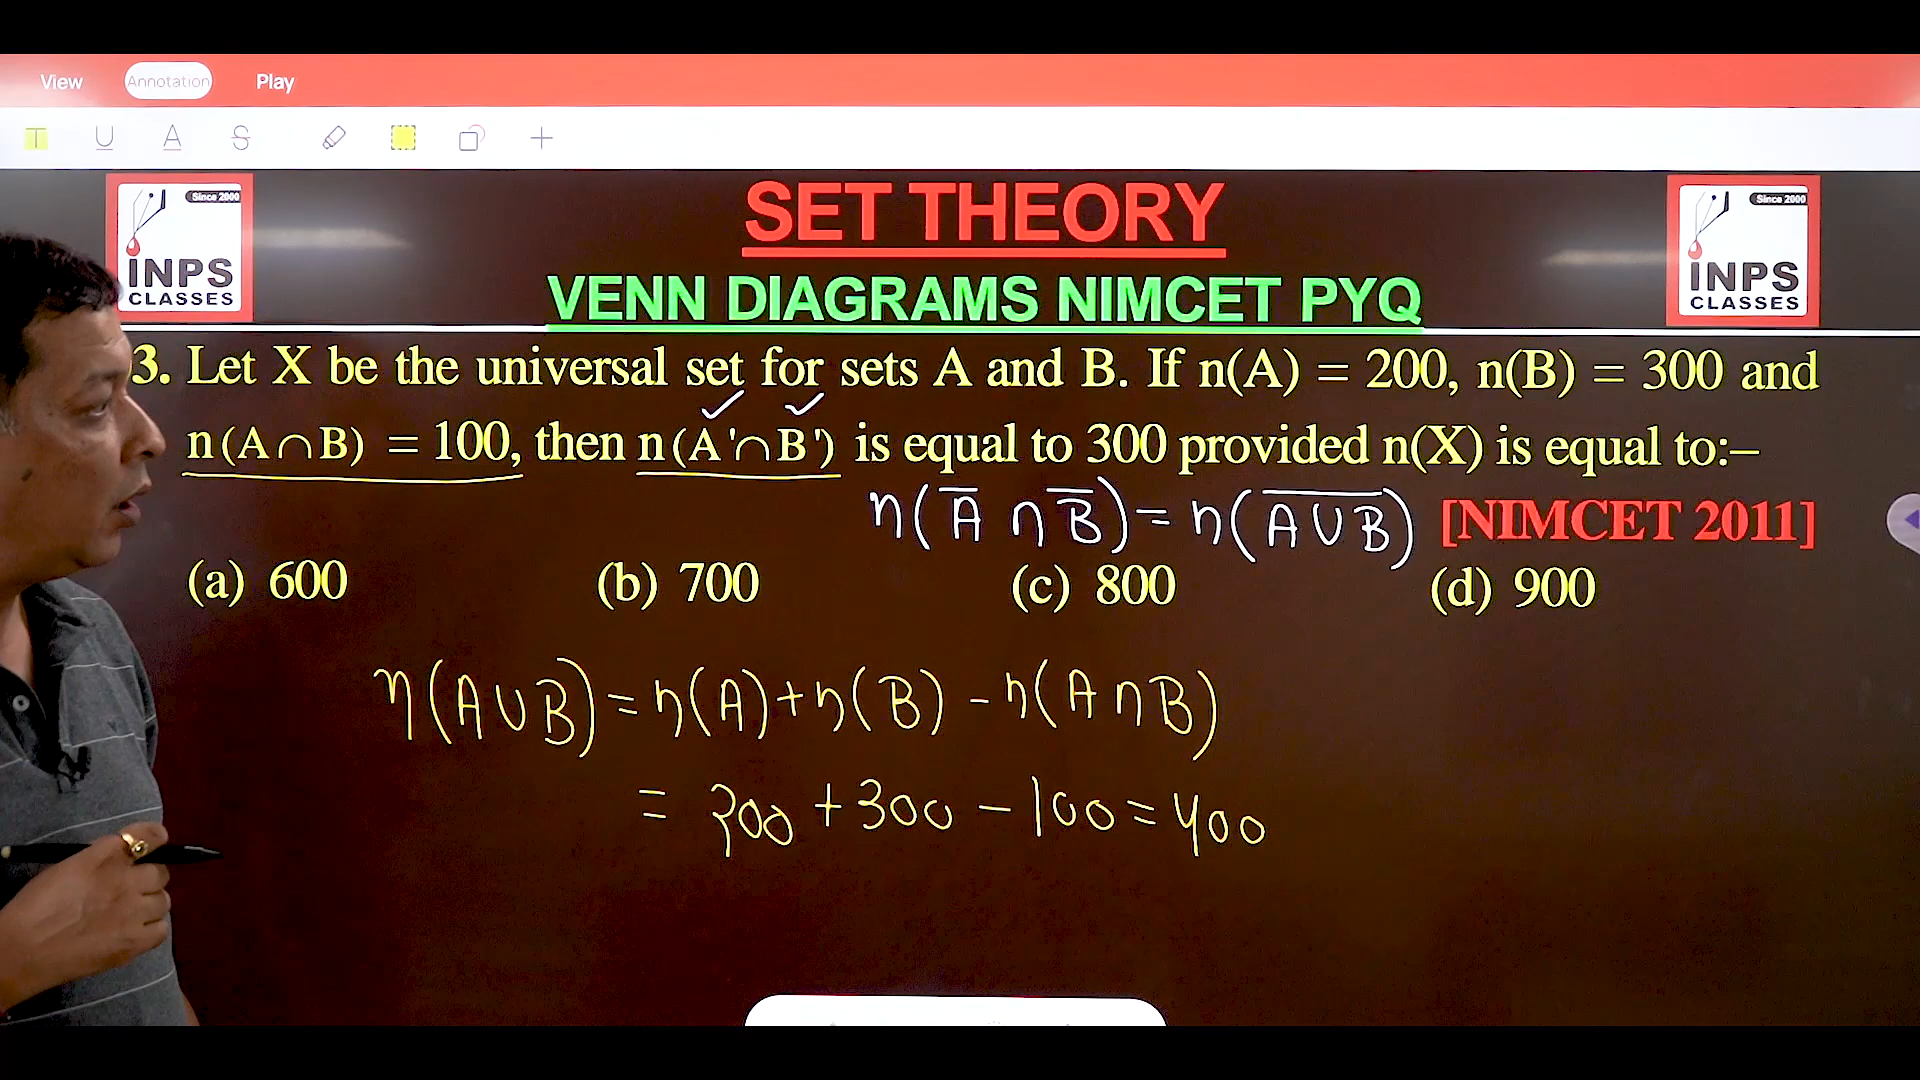 View Annotation Play
T U A S
Since 2000
INPS
CLASSES
SET THEORY
Since 2000
INPS
CLASSES
VENN DIAGRAMS NIMCET PYQ
3. Let X be the universal set for sets A and B. If n(A) = 200, n(B) = 300 and
n(A∩B) = 100, then n(A'∩B') is equal to 300 provided n(X) is equal to:–
n(A̅ ∩ B̅) = n(A̅ ̅∪̅ ̅B̅) [NIMCET 2011]
(a) 600 (b) 700 (c) 800 (d) 900
n(A∪B) = n(A) + n(B) - n(A∩B)
= 200 + 300 - 100 = 400